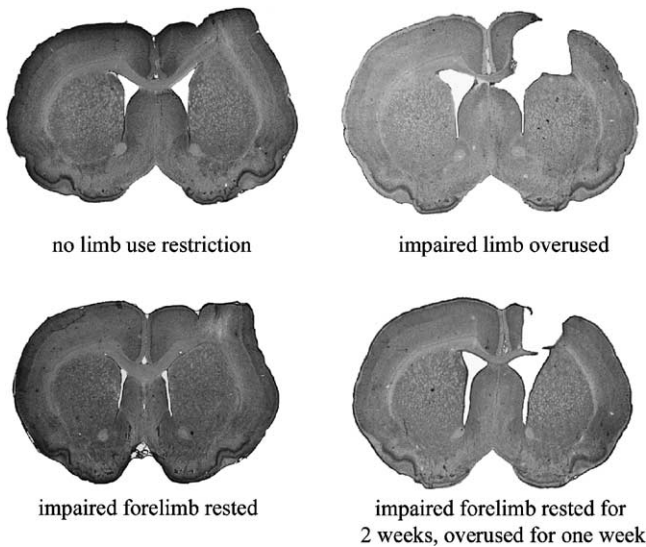 no limb use restriction
impaired limb overused
impaired forelimb rested
impaired forelimb rested for
2 weeks, overused for one week